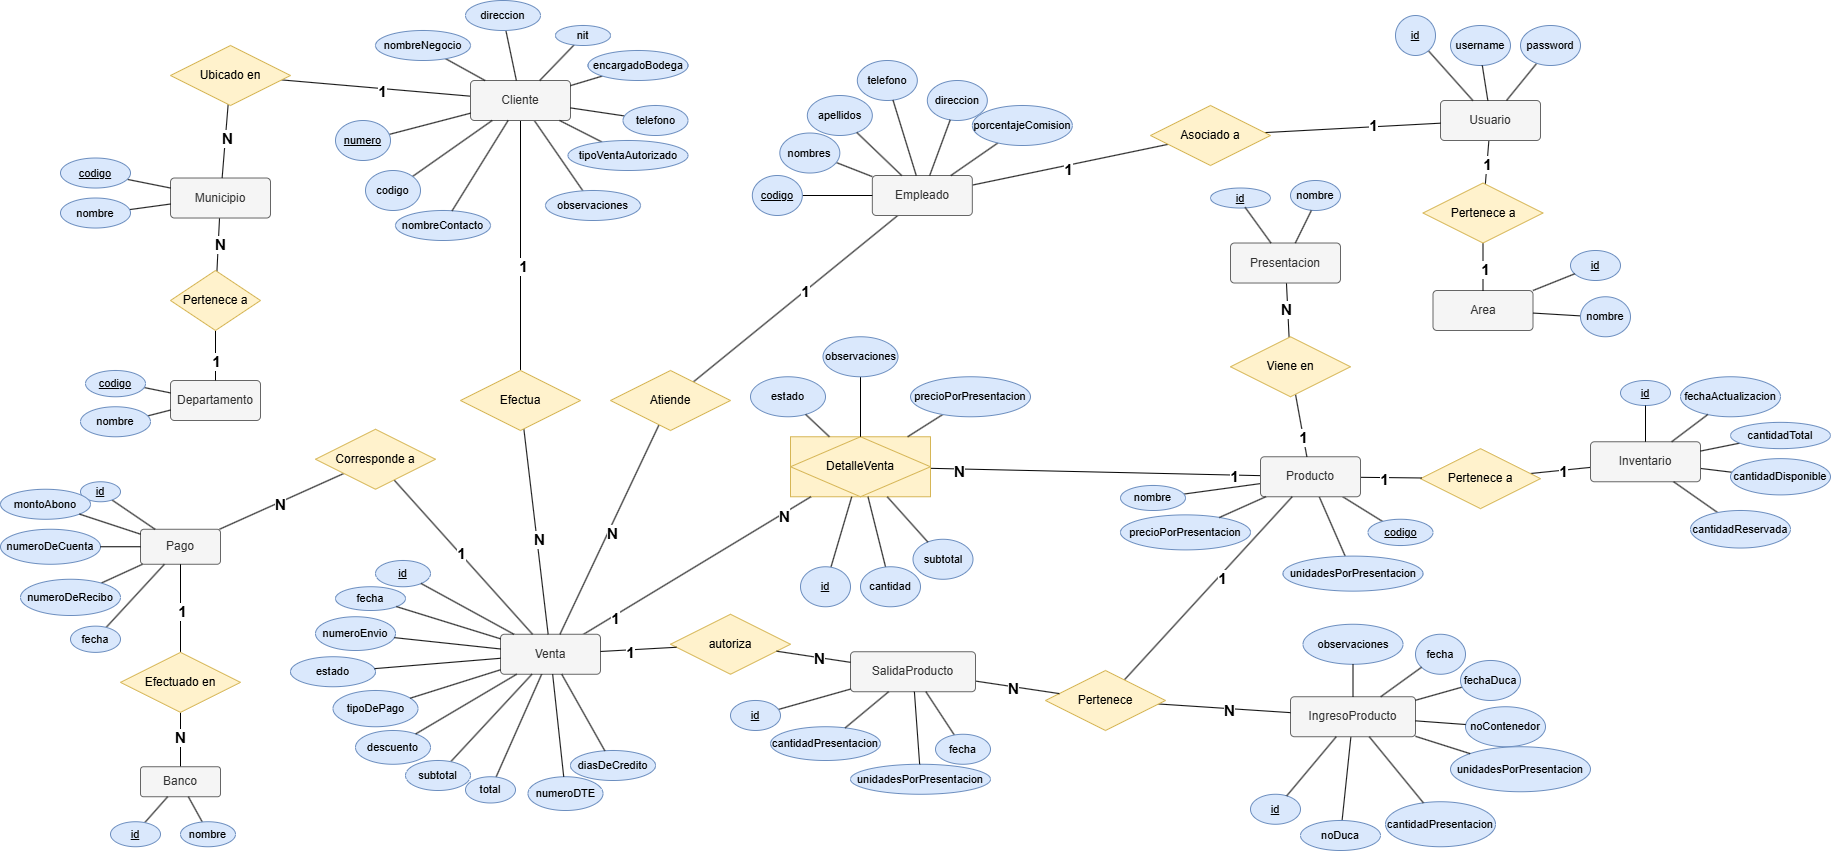 direccion
nombreNegocio
nit
encargadoBodega
Ubicado en
1
Cliente
telefono
numero
tipoVentaAutorizado
codigo
nombreContacto
observaciones
N
codigo
nombre
Municipio
N
Pertenece a
1
codigo
nombre
Departamento
1
Efectua
N
telefono
apellidos
direccion
porcentajeComision
nombres
codigo
Empleado
1
Asociado a
1
id
username
password
Usuario
1
Pertenece a
1
Area
id
nombre
id
nombre
Presentacion
N
Viene en
1
1
Atiende
N
observaciones
estado
precioPorPresentacion
DetalleVenta
N
1
N
1
id
cantidad
subtotal
Producto
nombre
precioPorPresentacion
unidadesPorPresentacion
codigo
1
Pertenece a
1
id
fechaActualizacion
cantidadTotal
Inventario
cantidadDisponible
cantidadReservada
Corresponde a
N
1
montoAbono
id
numeroDeCuenta
Pago
numeroDeRecibo
fecha
1
Efectuado en
N
Banco
id
nombre
id
fecha
numeroEnvio
estado
Venta
tipoDePago
descuento
subtotal
total
numeroDTE
diasDeCredito
1
autoriza
N
SalidaProducto
id
cantidadPresentacion
unidadesPorPresentacion
fecha
N
Pertenece
1
N
observaciones
fecha
fechaDuca
IngresoProducto
noContenedor
unidadesPorPresentacion
id
noDuca
cantidadPresentacion